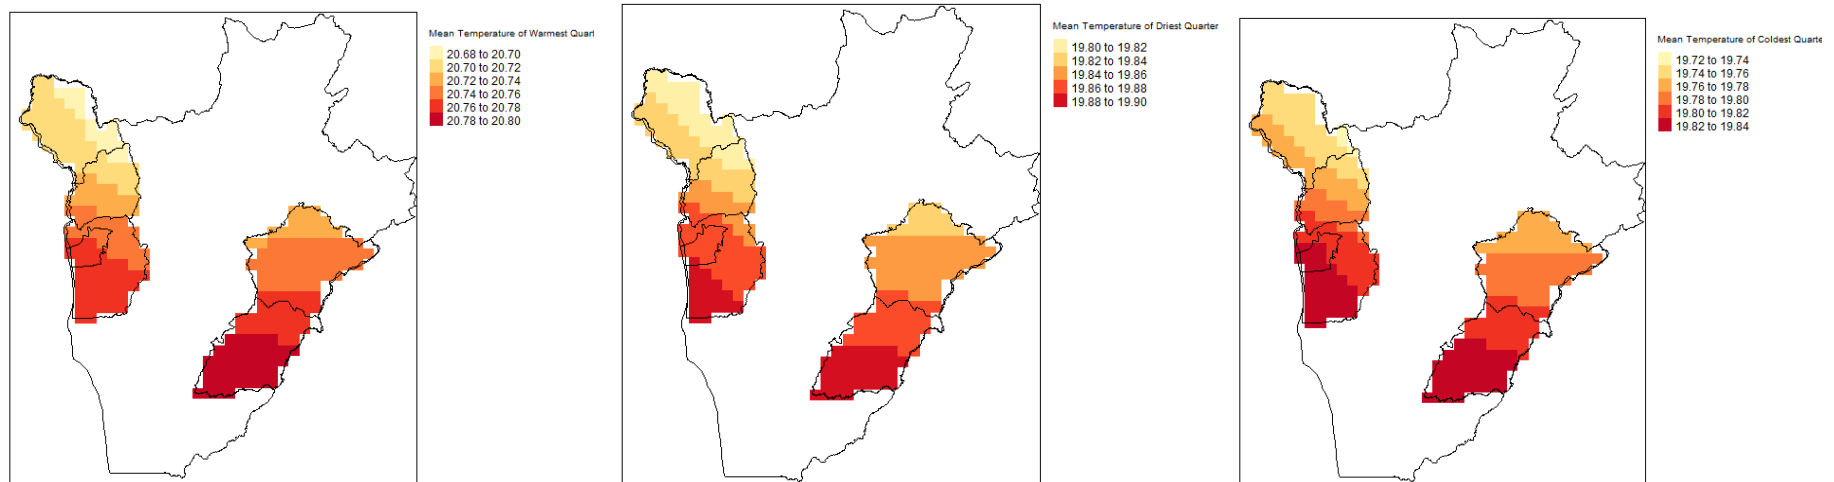 Mean Temperature of Warmest Quart
20.68 to 20.70
20.70 to 20.72
20.72 to 20.74
20.74 to 20.76
20.76 to 20.78
20.78 to 20.80
Mean Temperature of Driest Quarter
19.80 to 19.82
19.82 to 19.84
19.84 to 19.86
19.86 to 19.88
19.88 to 19.90
Mean Temperature of Coldest Quarte
19.72 to 19.74
19.74 to 19.76
19.76 to 19.78
19.78 to 19.80
19.80 to 19.82
19.82 to 19.84